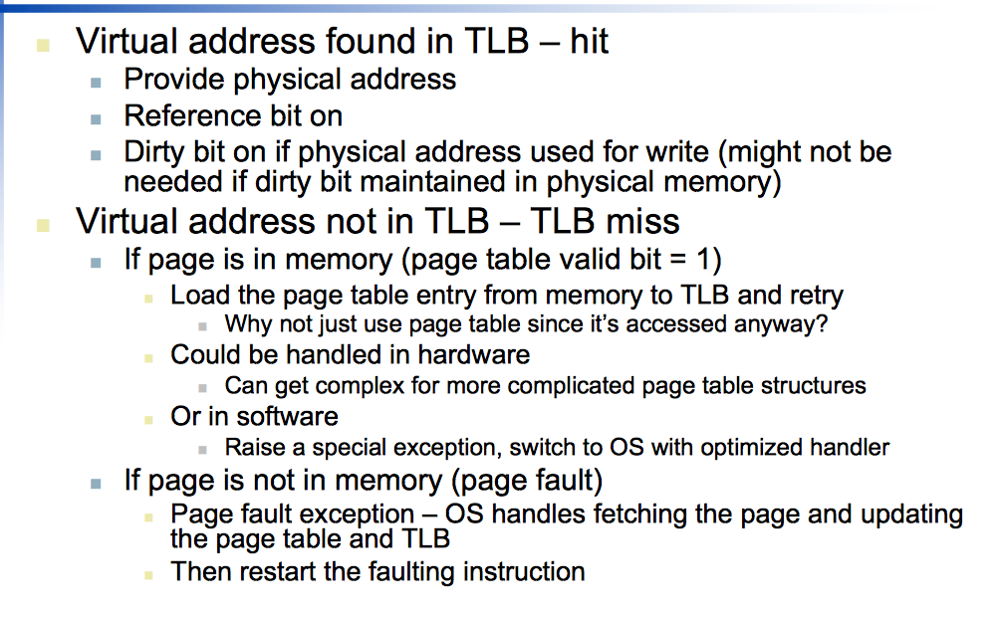 Virtual address found in TLB – hit
Provide physical address
Reference bit on
Dirty bit on if physical address used for write (might not be
needed if dirty bit maintained in physical memory)
Virtual address not in TLB – TLB miss
If page is in memory (page table valid bit = 1)
Load the page table entry from memory to TLB and retry
Why not just use page table since it’s accessed anyway?
Could be handled in hardware
Can get complex for more complicated page table structures
Or in software
Raise a special exception, switch to OS with optimized handler
If page is not in memory (page fault)
Page fault exception – OS handles fetching the page and updating
the page table and TLB
Then restart the faulting instruction